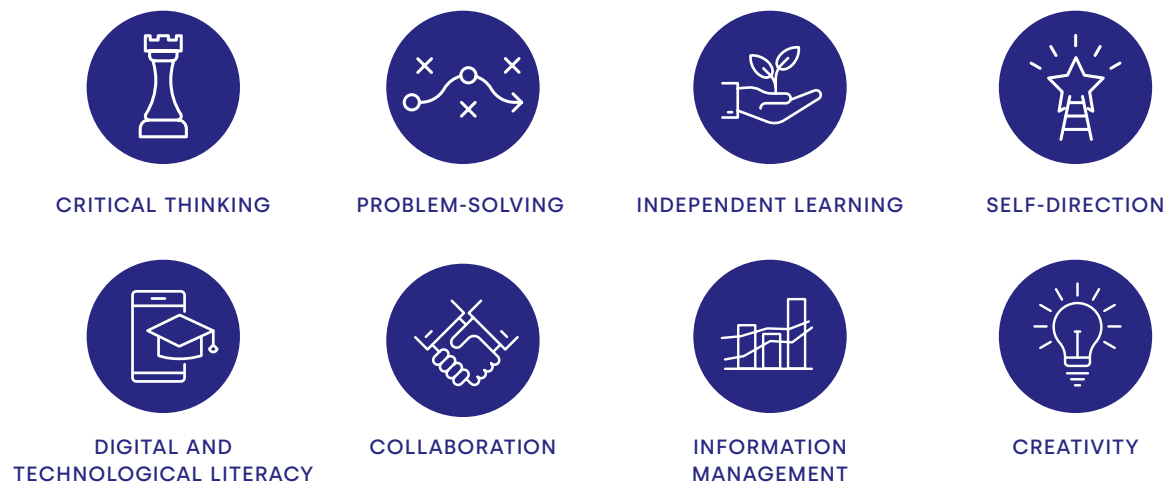 CRITICAL THINKING
PROBLEM-SOLVING
INDEPENDENT LEARNING
SELF-DIRECTION
DIGITAL AND
TECHNOLOGICAL LITERACY
COLLABORATION
INFORMATION
MANAGEMENT
CREATIVITY